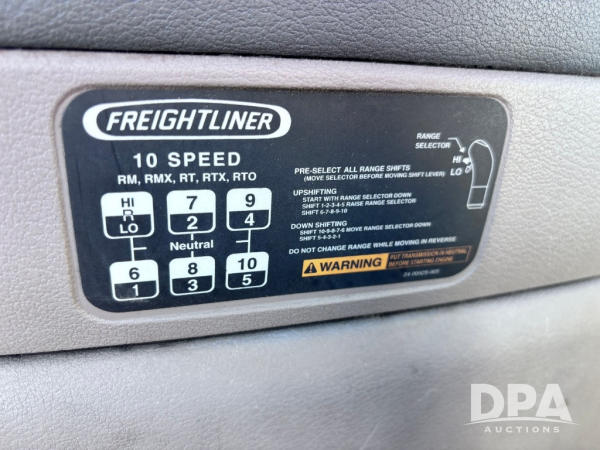 FREIGHTLINER
10 SPEED
RM, RMX, RT, RTX, RTO
HI 7 9
R 2 4
LO
Neutral
6 8 10
1 3 5
RANGE
SELECTOR
HI
LO
PRE-SELECT ALL RANGE SHIFTS
(MOVE SELECTOR BEFORE MOVING SHIFT LEVER)
UPSHIFTING
START WITH RANGE SELECTOR DOWN
SHIFT 1-2-3-4-5 RAISE RANGE SELECTOR
SHIFT 6-7-8-9-10
DOWN SHIFTING
SHIFT 10-9-8-7-6 MOVE RANGE SELECTOR DOWN
SHIFT 5-4-3-2-1
DO NOT CHANGE RANGE WHILE MOVING IN REVERSE
WARNING
PUT TRANSMISSION IN NEUTRAL
BEFORE STARTING ENGINE
DPA
AUCTIONS